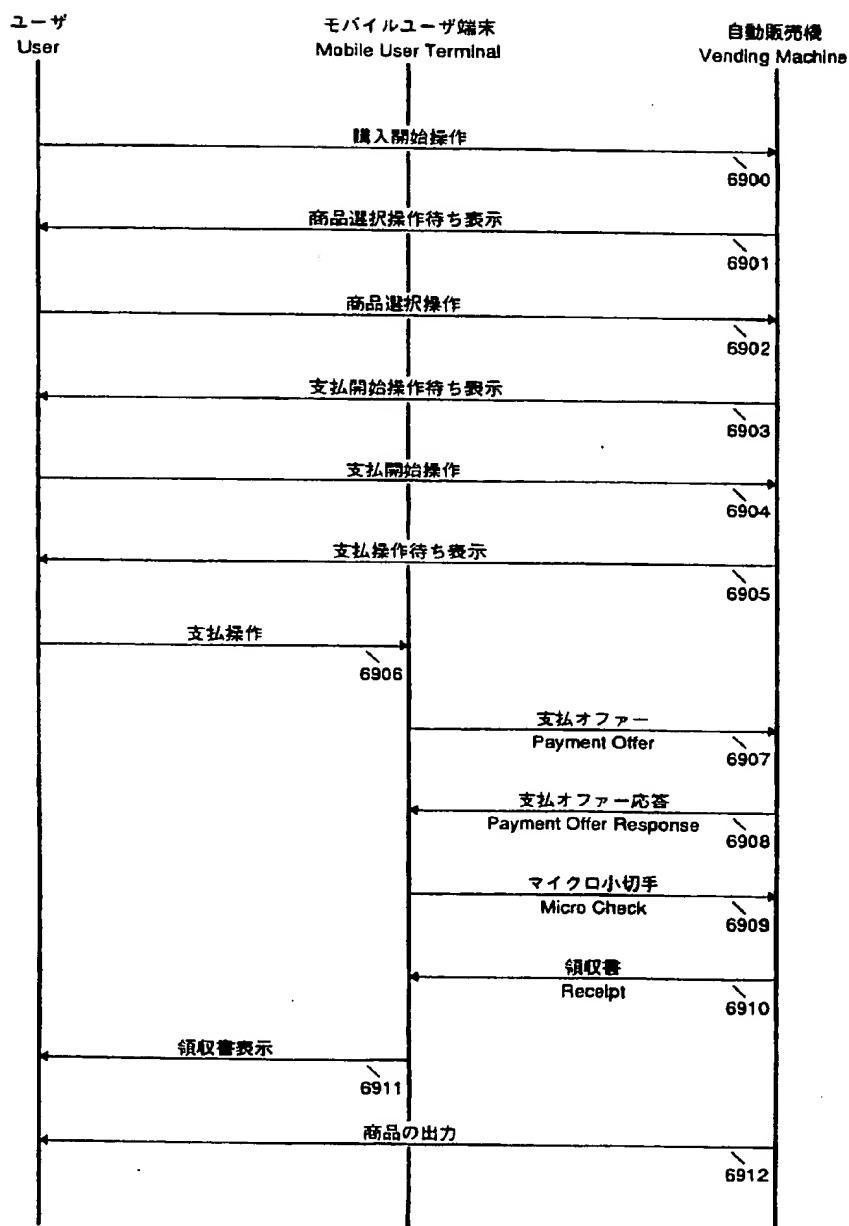 ユーザ
User
モバイルユーザ端末
Mobile User Terminal
自動販売機
Vending Machine
購入開始操作
6900
商品選択操作待ち表示
6901
商品選択操作
6902
支払開始操作待ち表示
6903
支払開始操作
6904
支払操作待ち表示
6905
支払操作
6906
支払オファー
Payment Offer
6907
支払オファー応答
Payment Offer Response
6908
マイクロ小切手
Micro Check
6909
領収書
Receipt
6910
領収書表示
6911
商品の出力
6912